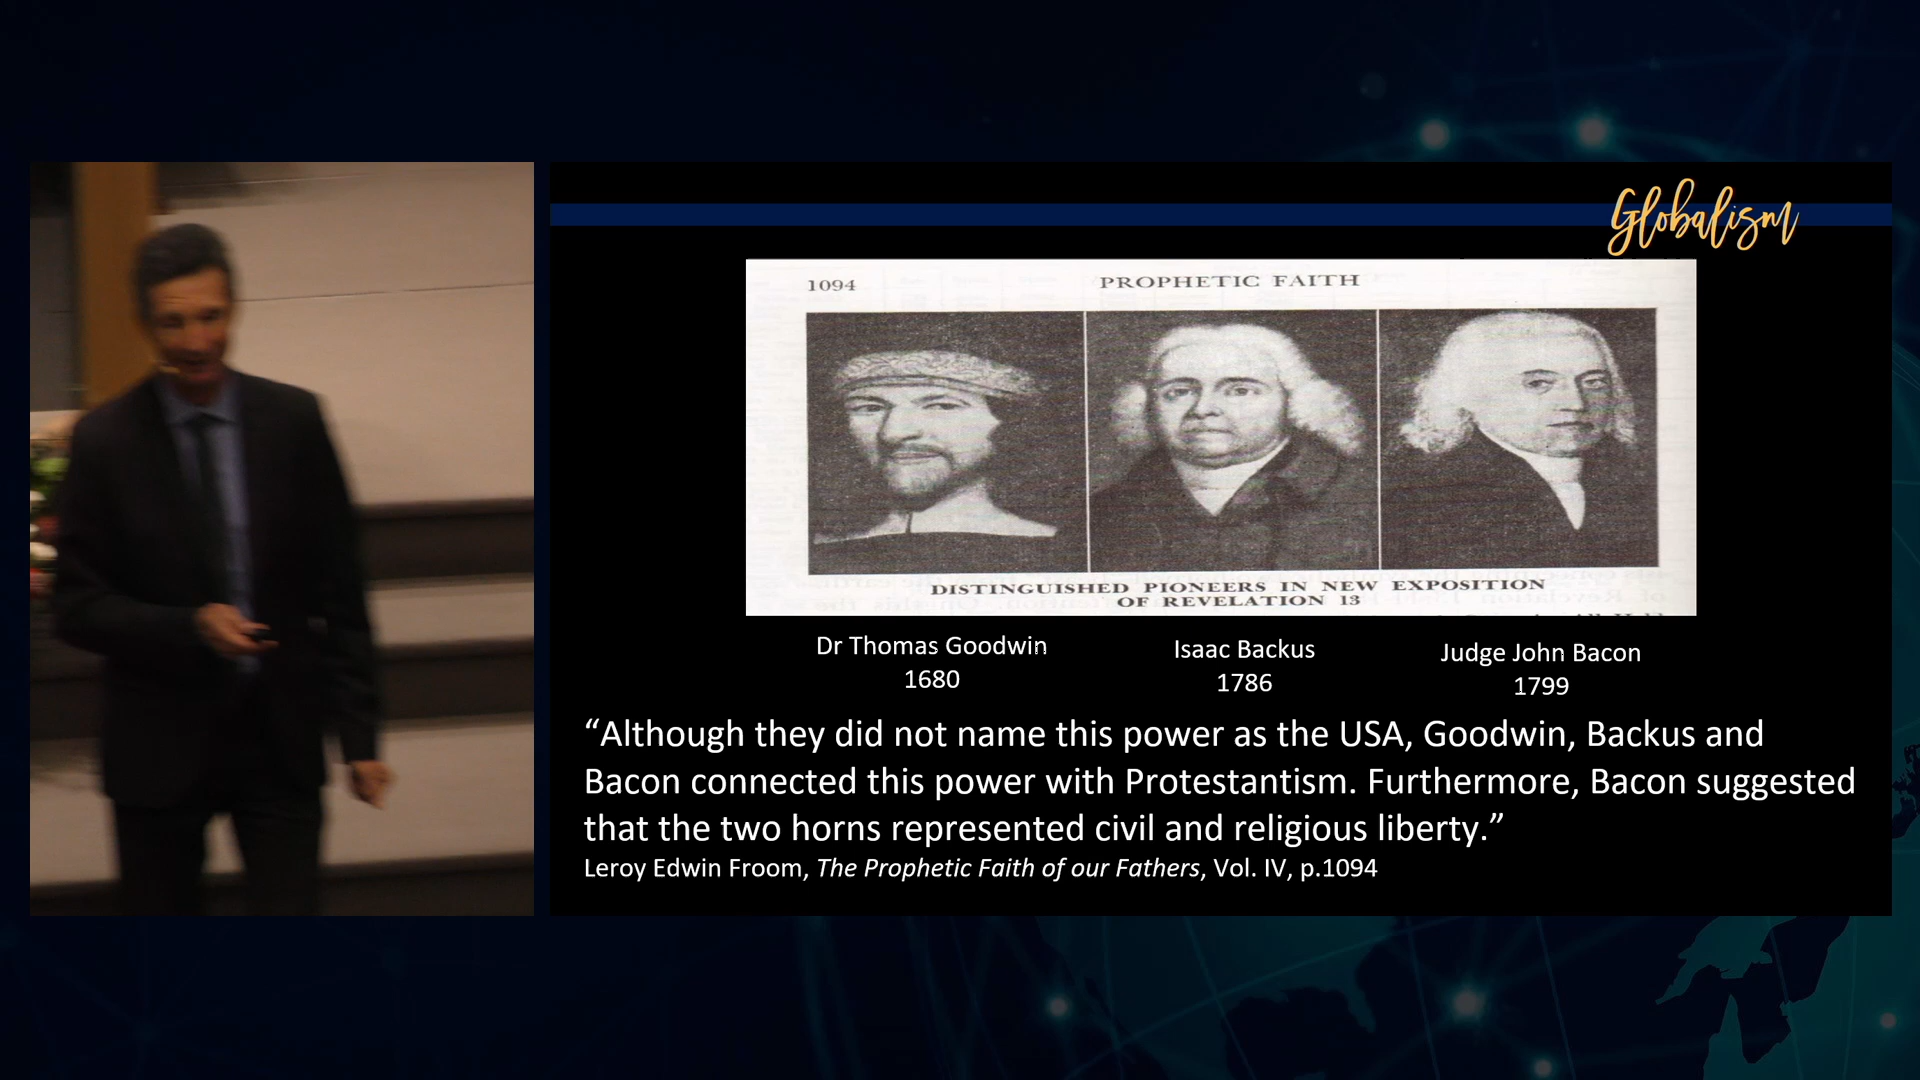 Globalism
1094 PROPHETIC FAITH
DISTINGUISHED PIONEERS IN NEW EXPOSITION
OF REVELATION 13
Dr Thomas Goodwin
1680
Isaac Backus
1786
Judge John Bacon
1799
“Although they did not name this power as the USA, Goodwin, Backus and
Bacon connected this power with Protestantism. Furthermore, Bacon suggested
that the two horns represented civil and religious liberty.”
Leroy Edwin Froom, The Prophetic Faith of our Fathers, Vol. IV, p.1094